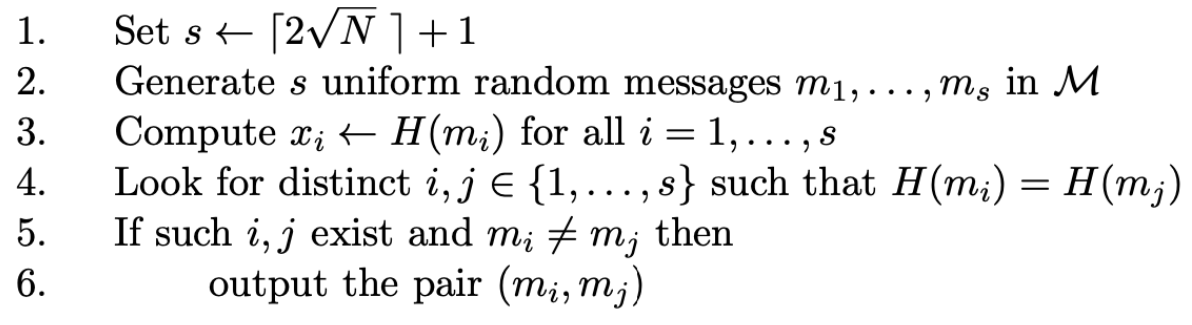 1. Set s ← ⌈2√N ⌉ + 1
2. Generate s uniform random messages m₁, . . . , mₛ in ℳ
3. Compute xᵢ ← H(mᵢ) for all i = 1, . . . , s
4. Look for distinct i, j ∈ {1, . . . , s} such that H(mᵢ) = H(mⱼ)
5. If such i, j exist and mᵢ ≠ mⱼ then
6. output the pair (mᵢ, mⱼ)